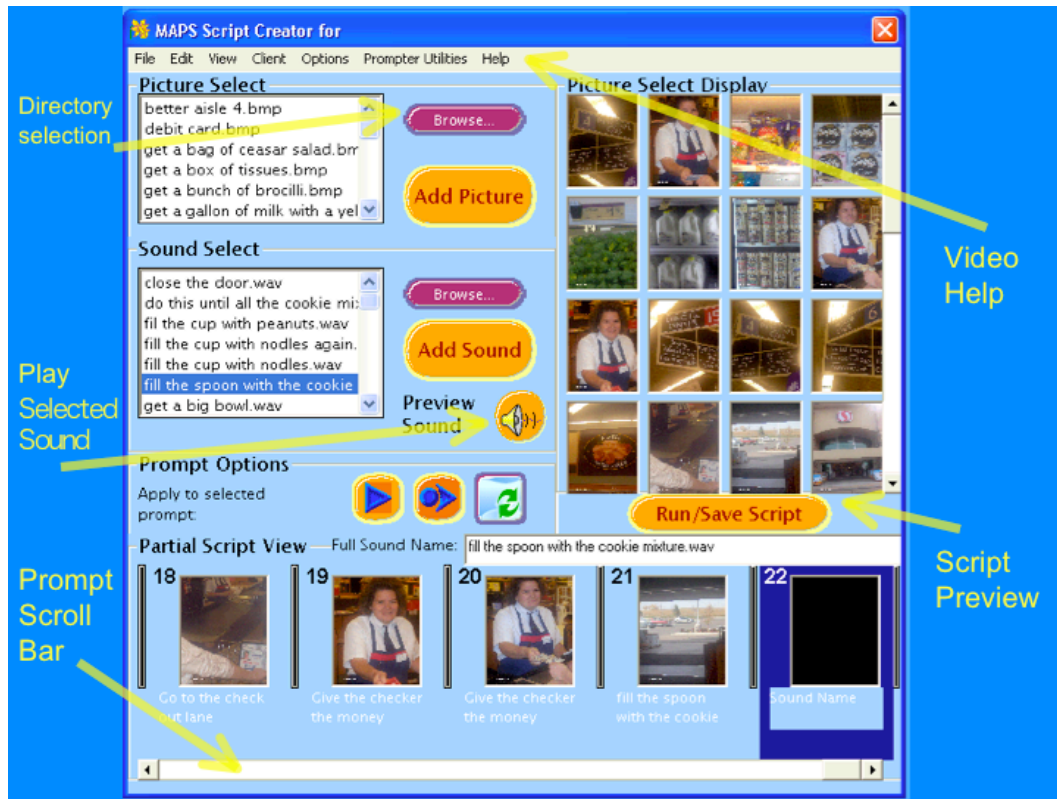 MAPS Script Creator for
File Edit View Client Options Prompter Utilities Help
Picture Select
better aisle 4.bmp
debit card.bmp
get a bag of ceasar salad.bm
get a box of tissues.bmp
get a bunch of brocilli.bmp
get a gallon of milk with a yel
Browse...
Add Picture
Picture Select Display
Directory
selection
Sound Select
close the door.wav
do this until all the cookie mix
fill the cup with peanuts.wav
fill the cup with nodles again.
fill the cup with nodles.wav
fill the spoon with the cookie
get a big bowl.wav
Browse...
Add Sound
Preview
Sound
Video
Help
Play
Selected
Sound
Prompt Options
Apply to selected
prompt:
Run/Save Script
Partial Script View
Full Sound Name: fill the spoon with the cookie mixture.wav
Script
Preview
Prompt
Scroll
Bar
18
Go to the check
out lane
19
Give the checker
the money
20
Give the checker
the money
21
fill the spoon
with the cookie
22
Sound Name